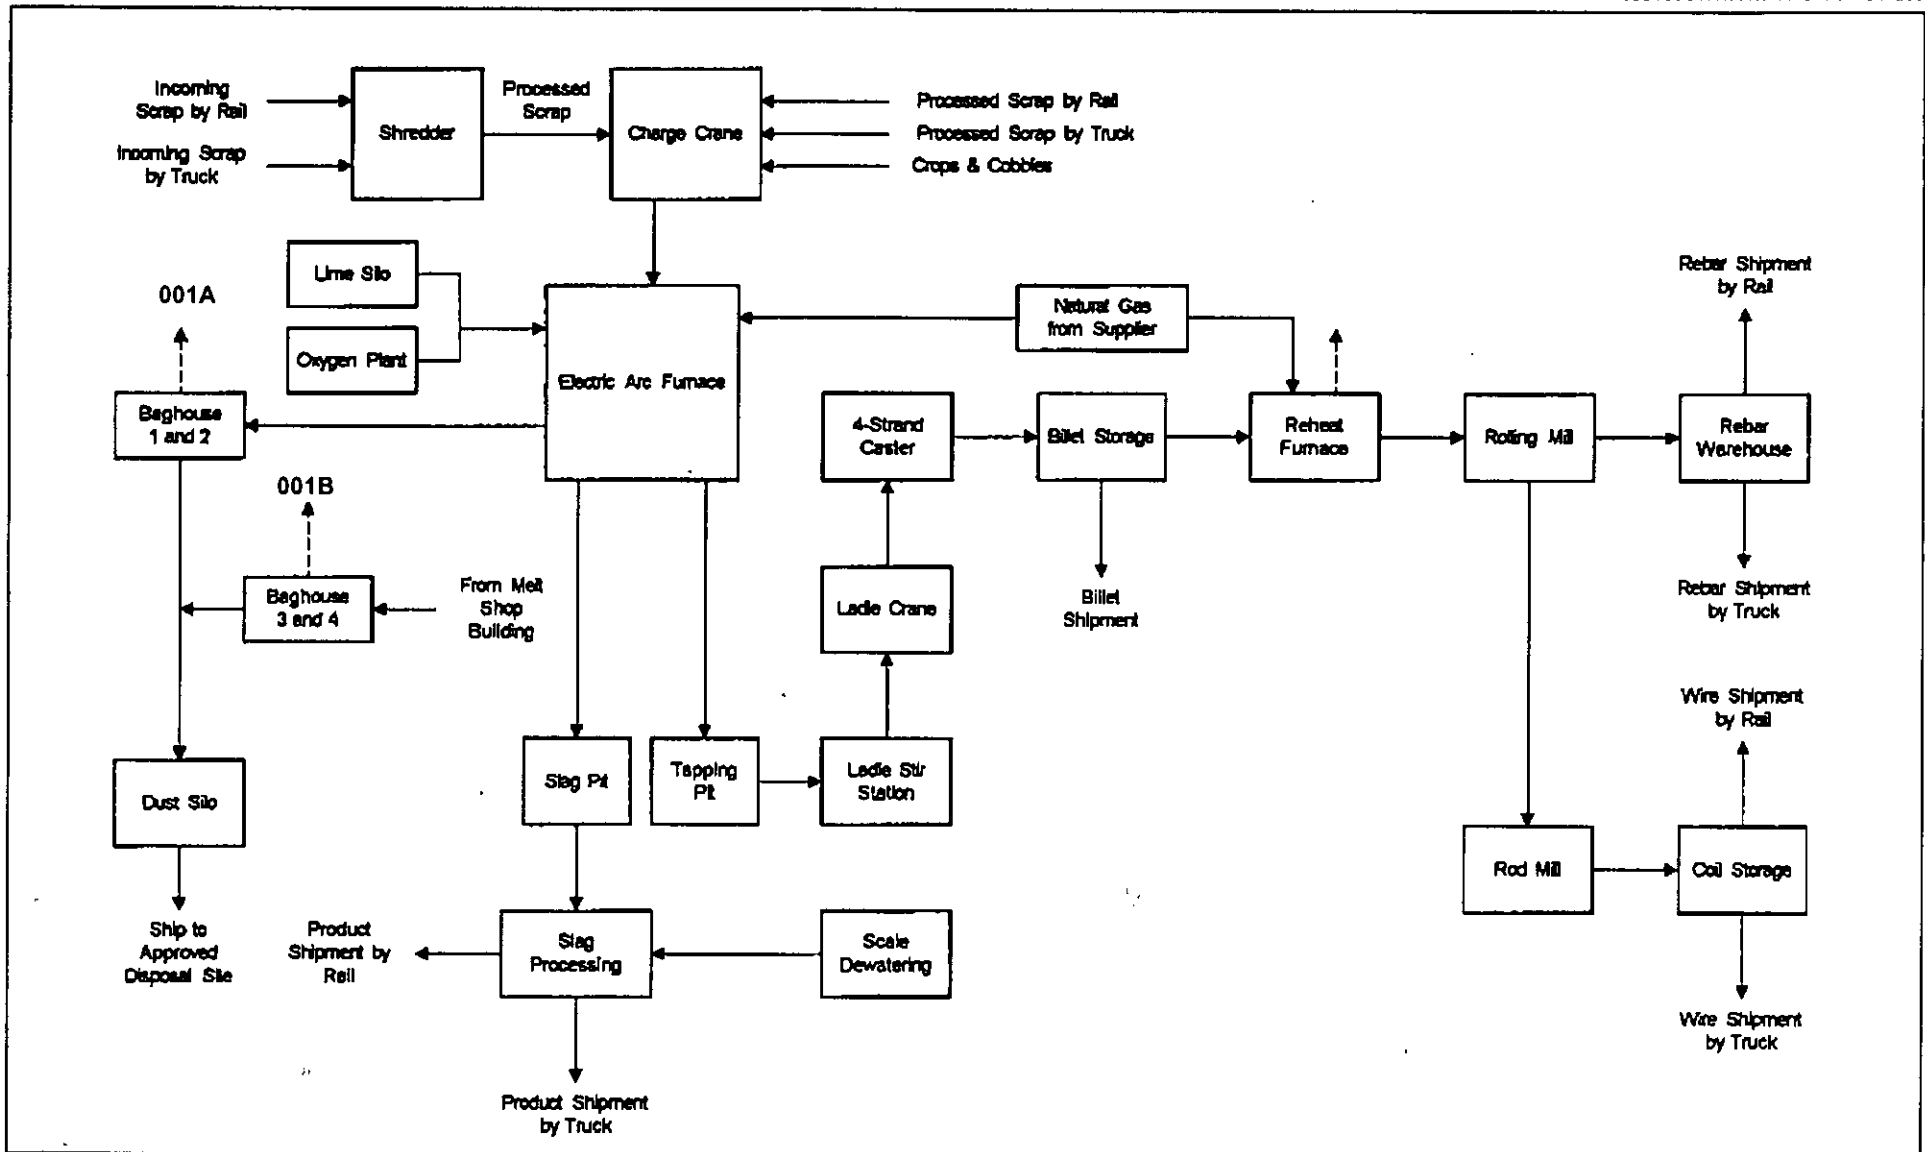 Incoming
Scrap by Rail
Incoming Scrap
by Truck
Shredder
Processed
Scrap
Charge Crane
Processed Scrap by Rail
Processed Scrap by Truck
Crops & Cobbles
Lime Silo
Oxygen Plant
001A
Baghouse
1 and 2
Electric Arc Furnace
Natural Gas
from Supplier
Rebar Shipment
by Rail
4-Strand
Caster
Billet Storage
Reheat
Furnace
Rolling Mill
Rebar
Warehouse
001B
Baghouse
3 and 4
From Melt
Shop
Building
Ladle Crane
Billet
Shipment
Rebar Shipment
by Truck
Wire Shipment
by Rail
Dust Silo
Slag Pit
Tapping
Pit
Ladle Stir
Station
Rod Mill
Coil Storage
Ship to
Approved
Disposal Site
Product
Shipment by
Rail
Slag
Processing
Scale
Dewatering
Wire Shipment
by Truck
Product Shipment
by Truck